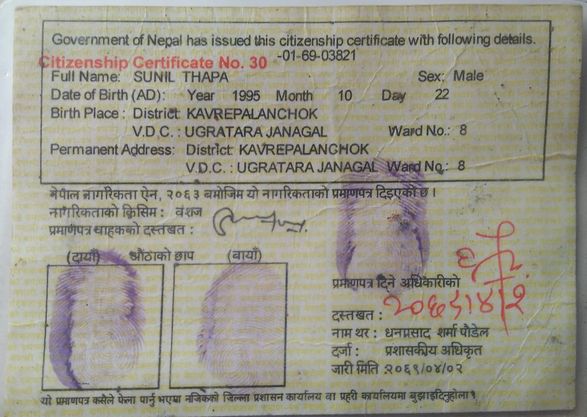 Government of Nepal has issued this citizenship certificate with following details.
Citizenship Certificate No. 30 -01-69-03821
Full Name: SUNIL THAPA Sex: Male
Date of Birth (AD): Year 1995 Month 10 Day 22
Birth Place : District: KAVREPALANCHOK
V.D.C. : UGRATARA JANAGAL Ward No.: 8
Permanent Address: District: KAVREPALANCHOK
V.D.C. : UGRATARA JANAGAL Ward No.: 8
नेपाल नागरिकता ऐन, २०६३ बमोजिम यो नागरिकताको प्रमाणपत्र दिइएको छ ।
नागरिकताको किसिम : वंशज
प्रमाणपत्र वाहकको दस्तखत :
(दायाँ) औंठाको छाप (बायाँ)
प्रमाणपत्र दिने अधिकारीको
दस्तखत :
नाम थर : धनप्रसाद शर्मा पौडेल
दर्जा : प्रशासकीय अधिकृत
जारी मिति : २०६९/०४/०२
यो प्रमाणपत्र कसैले फेला पार्नु भएमा नजिकको जिल्ला प्रशासन कार्यालय वा प्रहरी कार्यालयमा बुझाइदिनुहोला ।